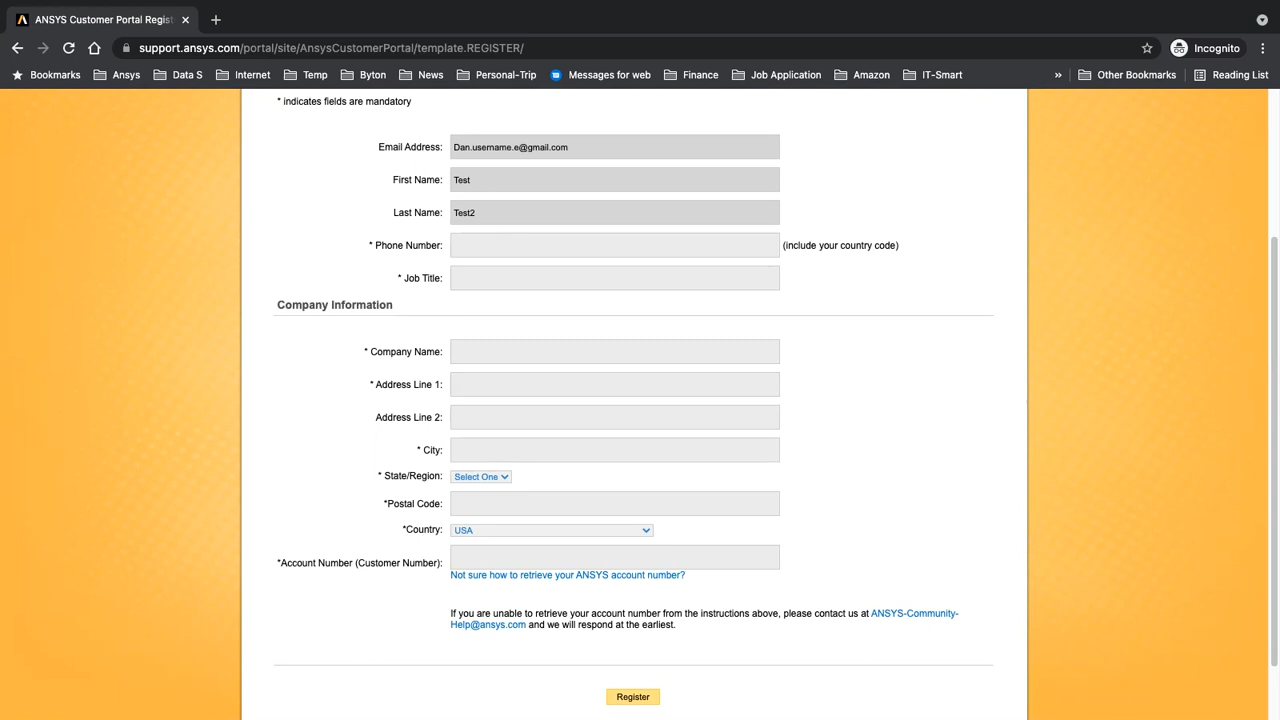 ANSYS Customer Portal Regist
support.ansys.com/portal/site/AnsysCustomerPortal/template.REGISTER/
Incognito
Bookmarks Ansys Data S Internet Temp Byton News Personal-Trip Messages for web Finance Job Application Amazon IT-Smart » Other Bookmarks Reading List
* indicates fields are mandatory
Email Address: Dan.username.e@gmail.com
First Name: Test
Last Name: Test2
* Phone Number: (include your country code)
* Job Title:
Company Information
* Company Name:
* Address Line 1:
Address Line 2:
* City:
* State/Region: Select One
*Postal Code:
*Country: USA
*Account Number (Customer Number):
Not sure how to retrieve your ANSYS account number?
If you are unable to retrieve your account number from the instructions above, please contact us at ANSYS-Community-
Help@ansys.com and we will respond at the earliest.
Register